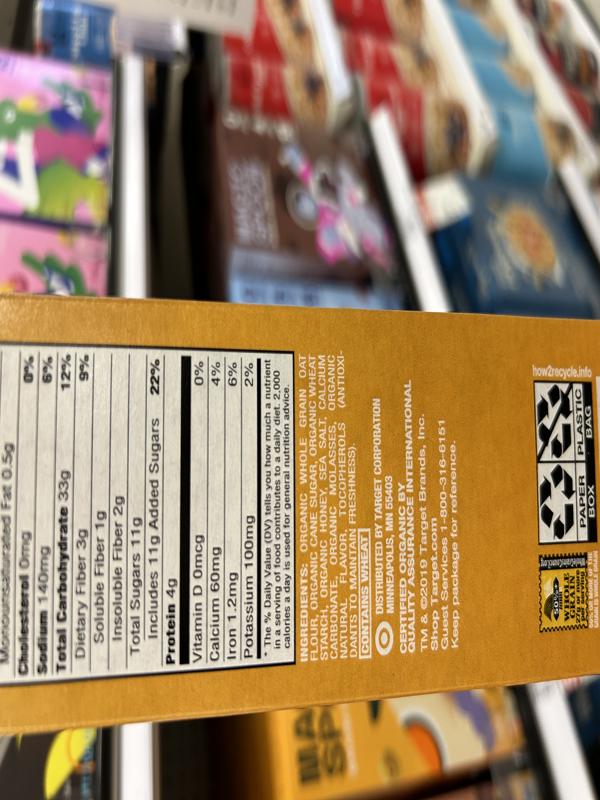 Monounsaturated Fat 0.5g
Cholesterol 0mg 0%
Sodium 140mg 6%
Total Carbohydrate 33g 12%
Dietary Fiber 3g 9%
Soluble Fiber 1g
Insoluble Fiber 2g
Total Sugars 11g
Includes 11g Added Sugars 22%
Protein 4g
Vitamin D 0mcg 0%
Calcium 60mg 4%
Iron 1.2mg 6%
Potassium 100mg 2%
* The % Daily Value (DV) tells you how much a nutrient
in a serving of food contributes to a daily diet. 2,000
calories a day is used for general nutrition advice.
INGREDIENTS: ORGANIC WHOLE GRAIN OAT
FLOUR, ORGANIC CANE SUGAR, ORGANIC WHEAT
STARCH, ORGANIC HONEY, SEA SALT, CALCIUM
CARBONATE, ORGANIC MOLASSES, ORGANIC
NATURAL FLAVOR, TOCOPHEROLS (ANTIOXI-
DANTS TO MAINTAIN FRESHNESS).
CONTAINS WHEAT
DISTRIBUTED BY TARGET CORPORATION
MINNEAPOLIS, MN 55403
CERTIFIED ORGANIC BY
QUALITY ASSURANCE INTERNATIONAL
TM & ©2019 Target Brands, Inc.
Shop Target.com
Guest Services 1-800-316-6151
Keep package for reference.
how2recycle.info
PAPER
BOX
PLASTIC
BAG
50%+
WHOLE
GRAIN
WholeGrainsCouncil.org
MAGIC
SPOON
MA
SP